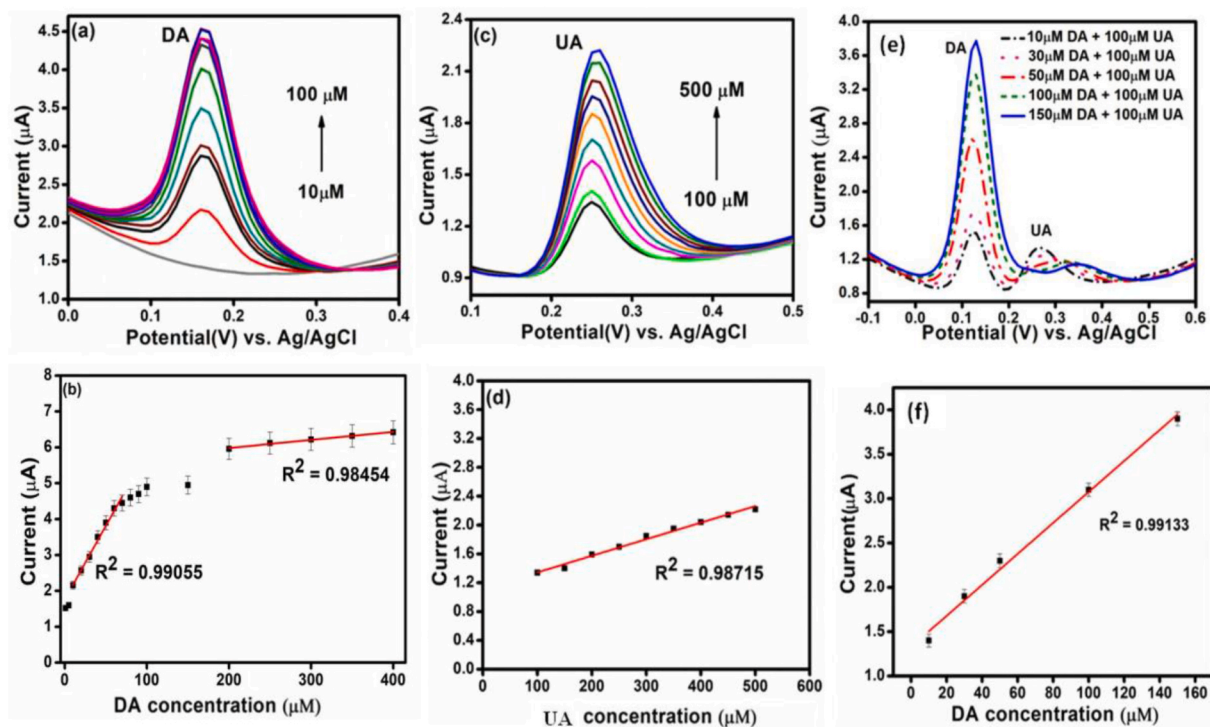 (a)
DA
100 μM
10μM
Current (μA)
4.5
4.0
3.5
3.0
2.5
2.0
1.5
1.0
0.0
0.1
0.2
0.3
0.4
Potential(V) vs. Ag/AgCl
(c)
UA
500 μM
100 μM
Current (μA)
2.4
2.1
1.8
1.5
1.2
0.9
0.1
0.2
0.3
0.4
0.5
Potential(V) vs. Ag/AgCl
(e)
DA
UA
10μM DA + 100μM UA
30μM DA + 100μM UA
50μM DA + 100μM UA
100μM DA + 100μM UA
150μM DA + 100μM UA
Current (μA)
4.0
3.6
3.2
2.8
2.4
2.0
1.6
1.2
0.8
-0.1
0.0
0.1
0.2
0.3
0.4
0.5
0.6
Potential (V) vs. Ag/AgCl
(b)
R2 = 0.98454
R2 = 0.99055
Current (μA)
8
7
6
5
4
3
2
1
0
0
100
200
300
400
DA concentration (μM)
(d)
R2 = 0.98715
Current (μA)
4.0
3.6
3.2
2.8
2.4
2.0
1.6
1.2
0.8
0.4
0.0
0
100
200
300
400
500
600
UA concentration (μM)
(f)
R2 = 0.99133
Current(μA)
4.0
3.5
3.0
2.5
2.0
1.5
1.0
0
20
40
60
80
100
120
140
160
DA concentration (μM)